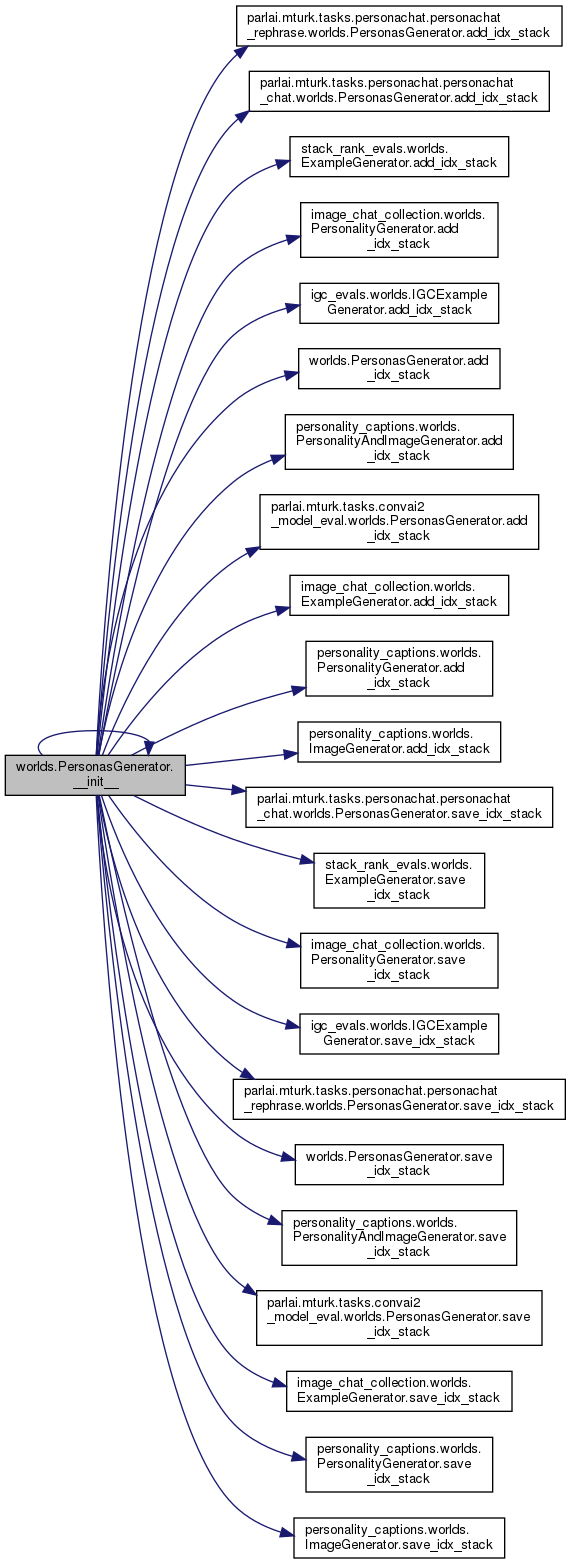 parlai.mturk.tasks.personachat.personachat
_rephrase.worlds.PersonasGenerator.add_idx_stack
parlai.mturk.tasks.personachat.personachat
_chat.worlds.PersonasGenerator.add_idx_stack
stack_rank_evals.worlds.
ExampleGenerator.add_idx_stack
image_chat_collection.worlds.
PersonalityGenerator.add
_idx_stack
igc_evals.worlds.IGCExample
Generator.add_idx_stack
worlds.PersonasGenerator.add
_idx_stack
personality_captions.worlds.
PersonalityAndImageGenerator.add
_idx_stack
parlai.mturk.tasks.convai2
_model_eval.worlds.PersonasGenerator.add
_idx_stack
image_chat_collection.worlds.
ExampleGenerator.add_idx_stack
personality_captions.worlds.
PersonalityGenerator.add
_idx_stack
personality_captions.worlds.
ImageGenerator.add_idx_stack
worlds.PersonasGenerator.
__init__
parlai.mturk.tasks.personachat.personachat
_chat.worlds.PersonasGenerator.save_idx_stack
stack_rank_evals.worlds.
ExampleGenerator.save
_idx_stack
image_chat_collection.worlds.
PersonalityGenerator.save
_idx_stack
igc_evals.worlds.IGCExample
Generator.save_idx_stack
parlai.mturk.tasks.personachat.personachat
_rephrase.worlds.PersonasGenerator.save_idx_stack
worlds.PersonasGenerator.save
_idx_stack
personality_captions.worlds.
PersonalityAndImageGenerator.save
_idx_stack
parlai.mturk.tasks.convai2
_model_eval.worlds.PersonasGenerator.save
_idx_stack
image_chat_collection.worlds.
ExampleGenerator.save_idx_stack
personality_captions.worlds.
PersonalityGenerator.save
_idx_stack
personality_captions.worlds.
ImageGenerator.save_idx_stack